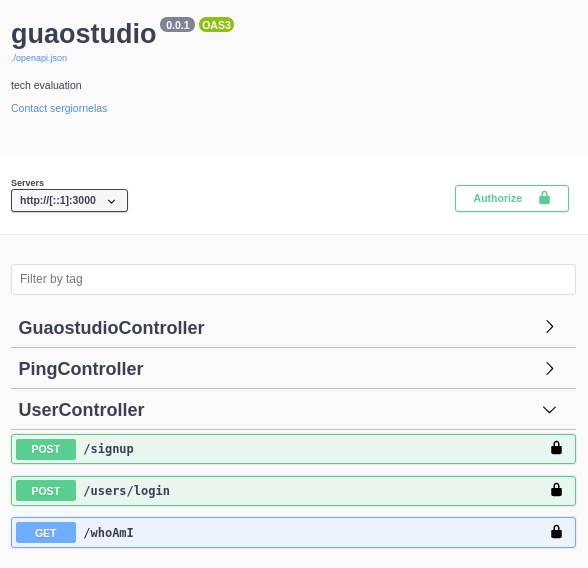 guaostudio 0.0.1 OAS3
./openapi.json
tech evaluation
Contact sergiornelas
Servers
http://[::1]:3000
Authorize
Filter by tag
GuaostudioController
PingController
UserController
POST /signup
POST /users/login
GET /whoAmI